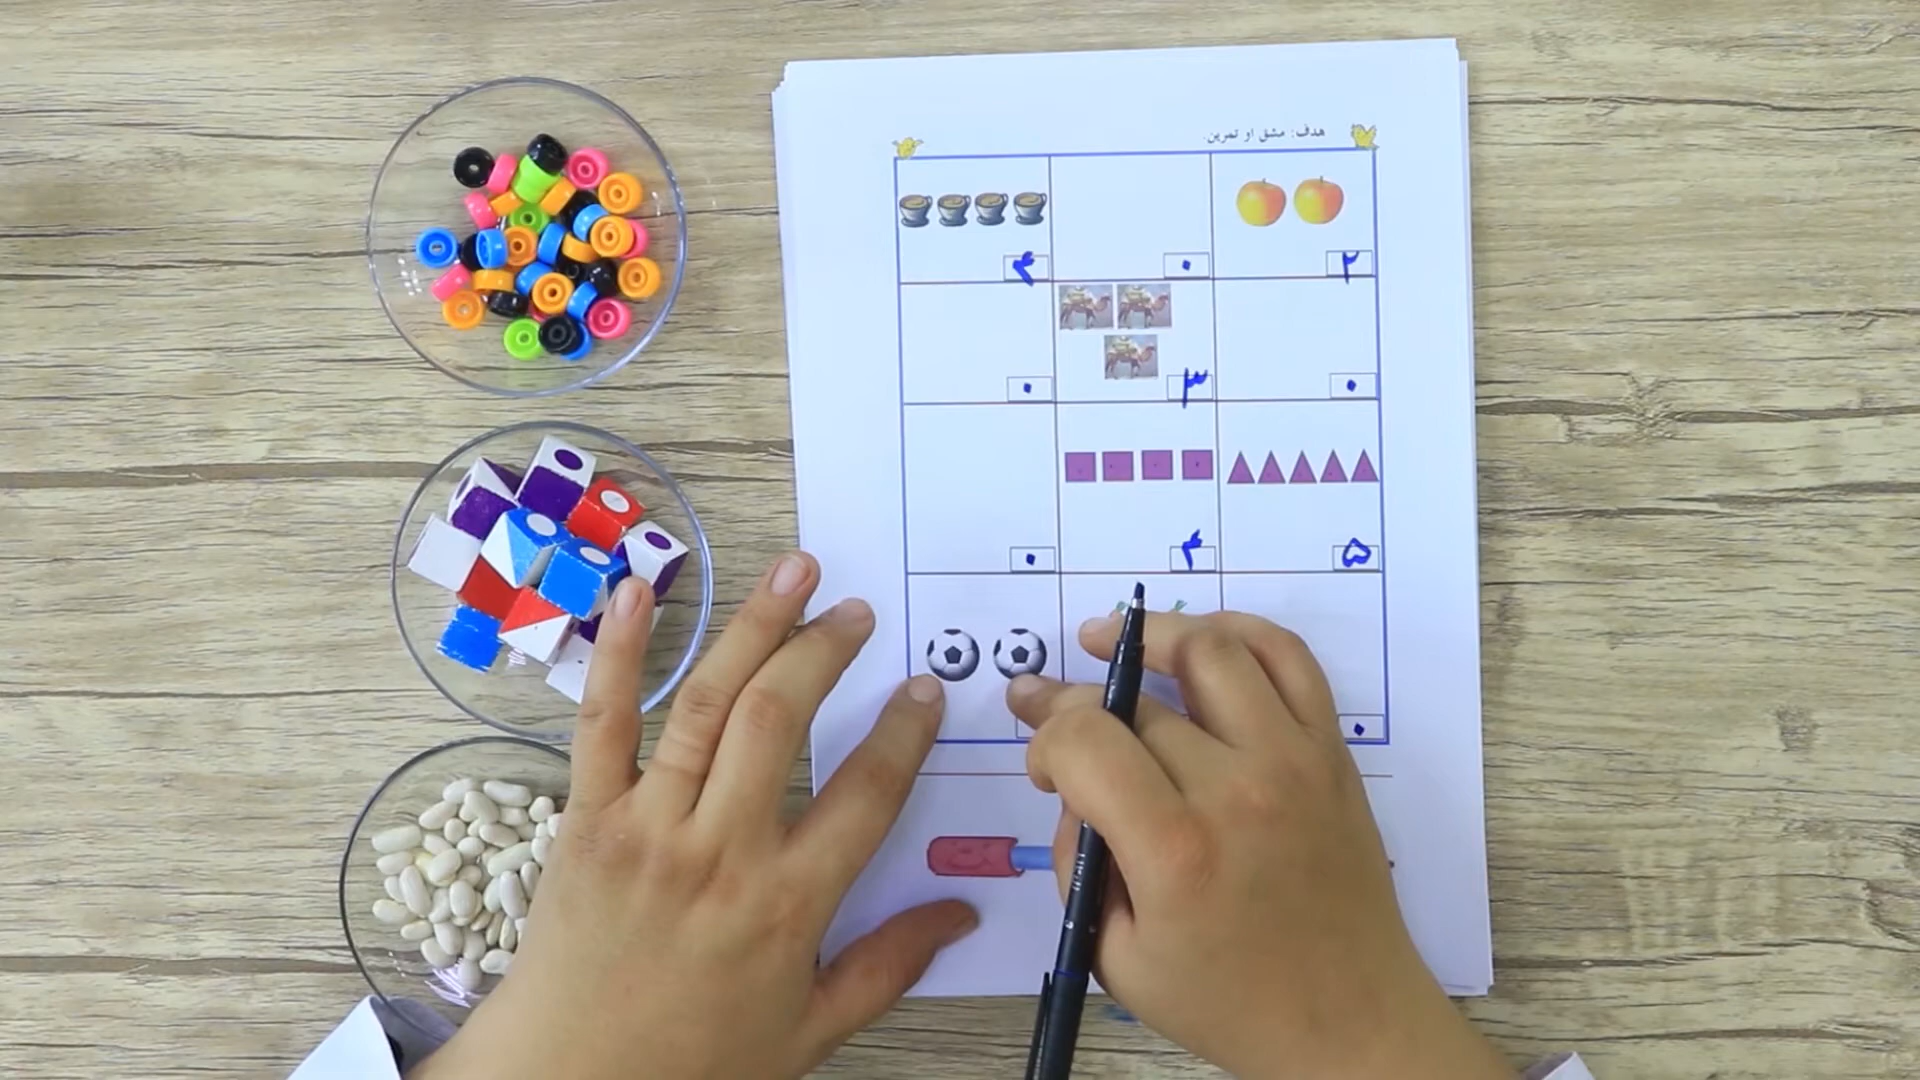 هدف: مشق او تمرین.
۲ ۰ ۴
۰ ۳ ۰
۵ ۴ ۰
۰